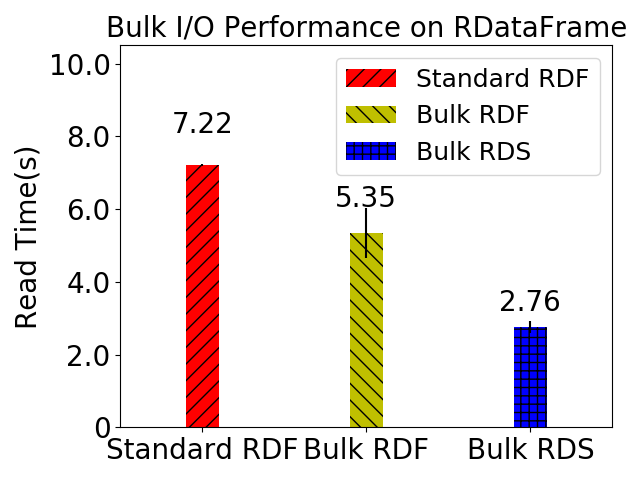 Bulk I/O Performance on RDataFrame
Read Time(s)
10.0
8.0
6.0
4.0
2.0
0
Standard RDF
Bulk RDF
Bulk RDS
7.22
5.35
2.76
Standard RDF Bulk RDF Bulk RDS